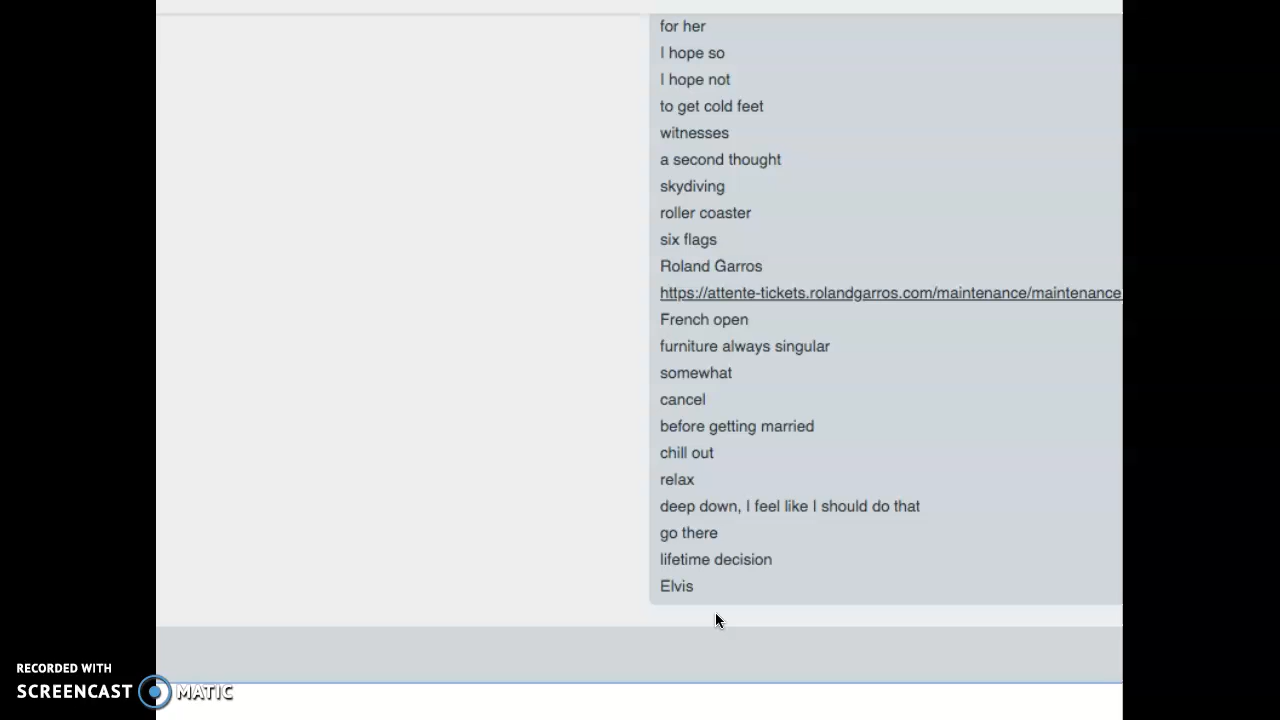 for her
I hope so
I hope not
to get cold feet
witnesses
a second thought
skydiving
roller coaster
six flags
Roland Garros
https://attente-tickets.rolandgarros.com/maintenance/maintenance
French open
furniture always singular
somewhat
cancel
before getting married
chill out
relax
deep down, I feel like I should do that
go there
lifetime decision
Elvis
RECORDED WITH
SCREENCAST MATIC